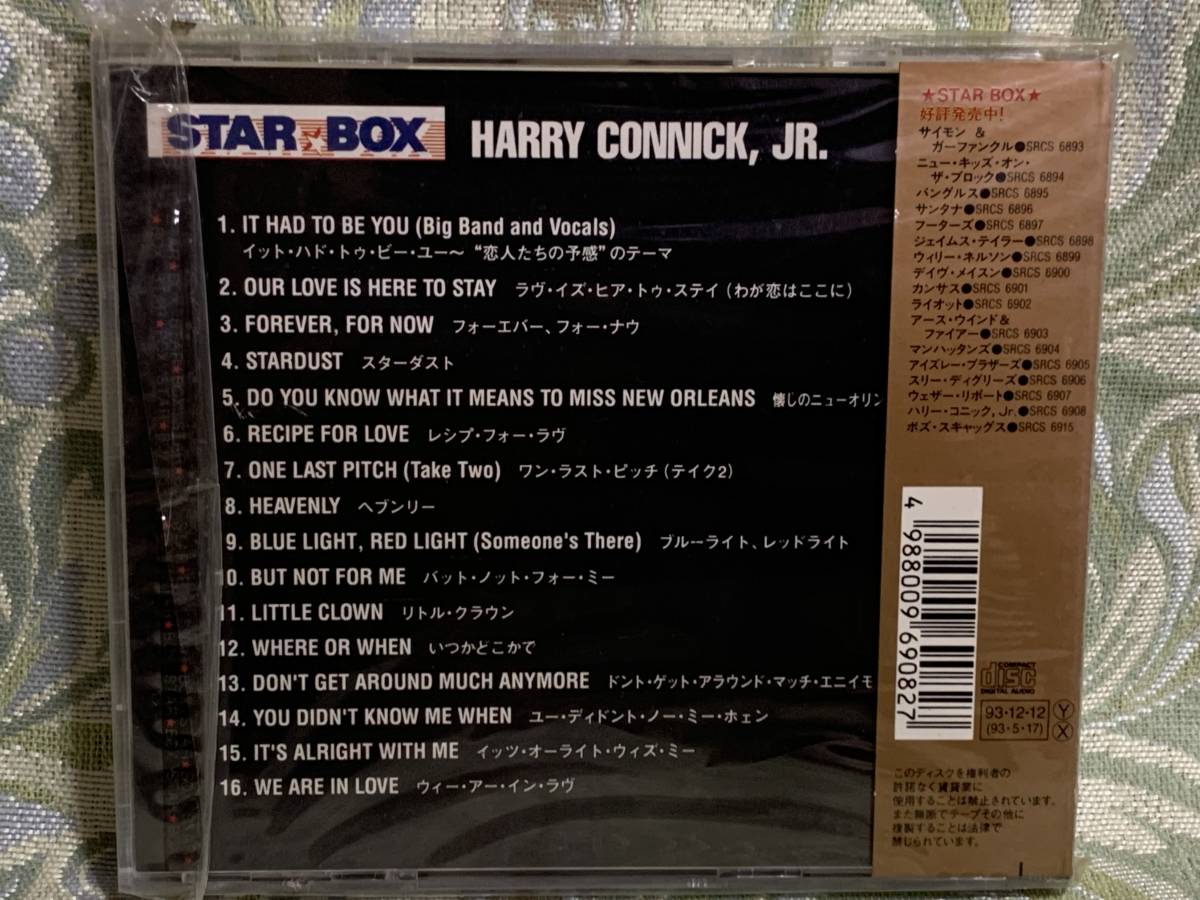 STAR BOX
HARRY CONNICK, JR.
1. IT HAD TO BE YOU (Big Band and Vocals)
イット・ハド・トゥ・ビー・ユー〜 “恋人たちの予感”のテーマ
2. OUR LOVE IS HERE TO STAY ラヴ・イズ・ヒア・トゥ・ステイ(わが恋はここに)
3. FOREVER, FOR NOW フォーエバー、フォー・ナウ
4. STARDUST スターダスト
5. DO YOU KNOW WHAT IT MEANS TO MISS NEW ORLEANS 懐しのニューオリン
6. RECIPE FOR LOVE レシプ・フォー・ラヴ
7. ONE LAST PITCH (Take Two) ワン・ラスト・ピッチ(テイク2)
8. HEAVENLY ヘブンリー
9. BLUE LIGHT, RED LIGHT (Someone's There) ブルーライト、レッドライト
10. BUT NOT FOR ME バット・ノット・フォー・ミー
11. LITTLE CLOWN リトル・クラウン
12. WHERE OR WHEN いつかどこかで
13. DON'T GET AROUND MUCH ANYMORE ドント・ゲット・アラウンド・マッチ・エニイモ
14. YOU DIDN'T KNOW ME WHEN ユー・ディドント・ノー・ミー・ホェン
15. IT'S ALRIGHT WITH ME イッツ・オーライト・ウィズ・ミー
16. WE ARE IN LOVE ウィー・アー・イン・ラヴ
★STAR BOX★
好評発売中!
サイモン &
ガーファンクル●SRCS 6893
ニュー・キッズ・オン・
ザ・ブロック●SRCS 6894
バングルス●SRCS 6895
サンタナ●SRCS 6896
フーターズ●SRCS 6897
ジェイムス・テイラー●SRCS 6898
ウィリー・ネルソン●SRCS 6899
デイヴ・メイスン●SRCS 6900
カンサス●SRCS 6901
ライオット●SRCS 6902
アース・ウインド&
ファイアー●SRCS 6903
マンハッタンズ●SRCS 6904
アイズレー・ブラザーズ●SRCS 6905
スリー・ディグリーズ●SRCS 6906
ウェザー・リポート●SRCS 6907
ハリー・コニック, Jr.●SRCS 6908
ボズ・スキャッグス●SRCS 6915
4 988009 690827
COMPACT
disc
DIGITAL AUDIO
93・12・12 Y
(93・5・17) X
このディスクを権利者の
許諾なく賃貸業に
使用することは禁止されています。
また無断でテープその他に
複製することは法律で
禁じられています。